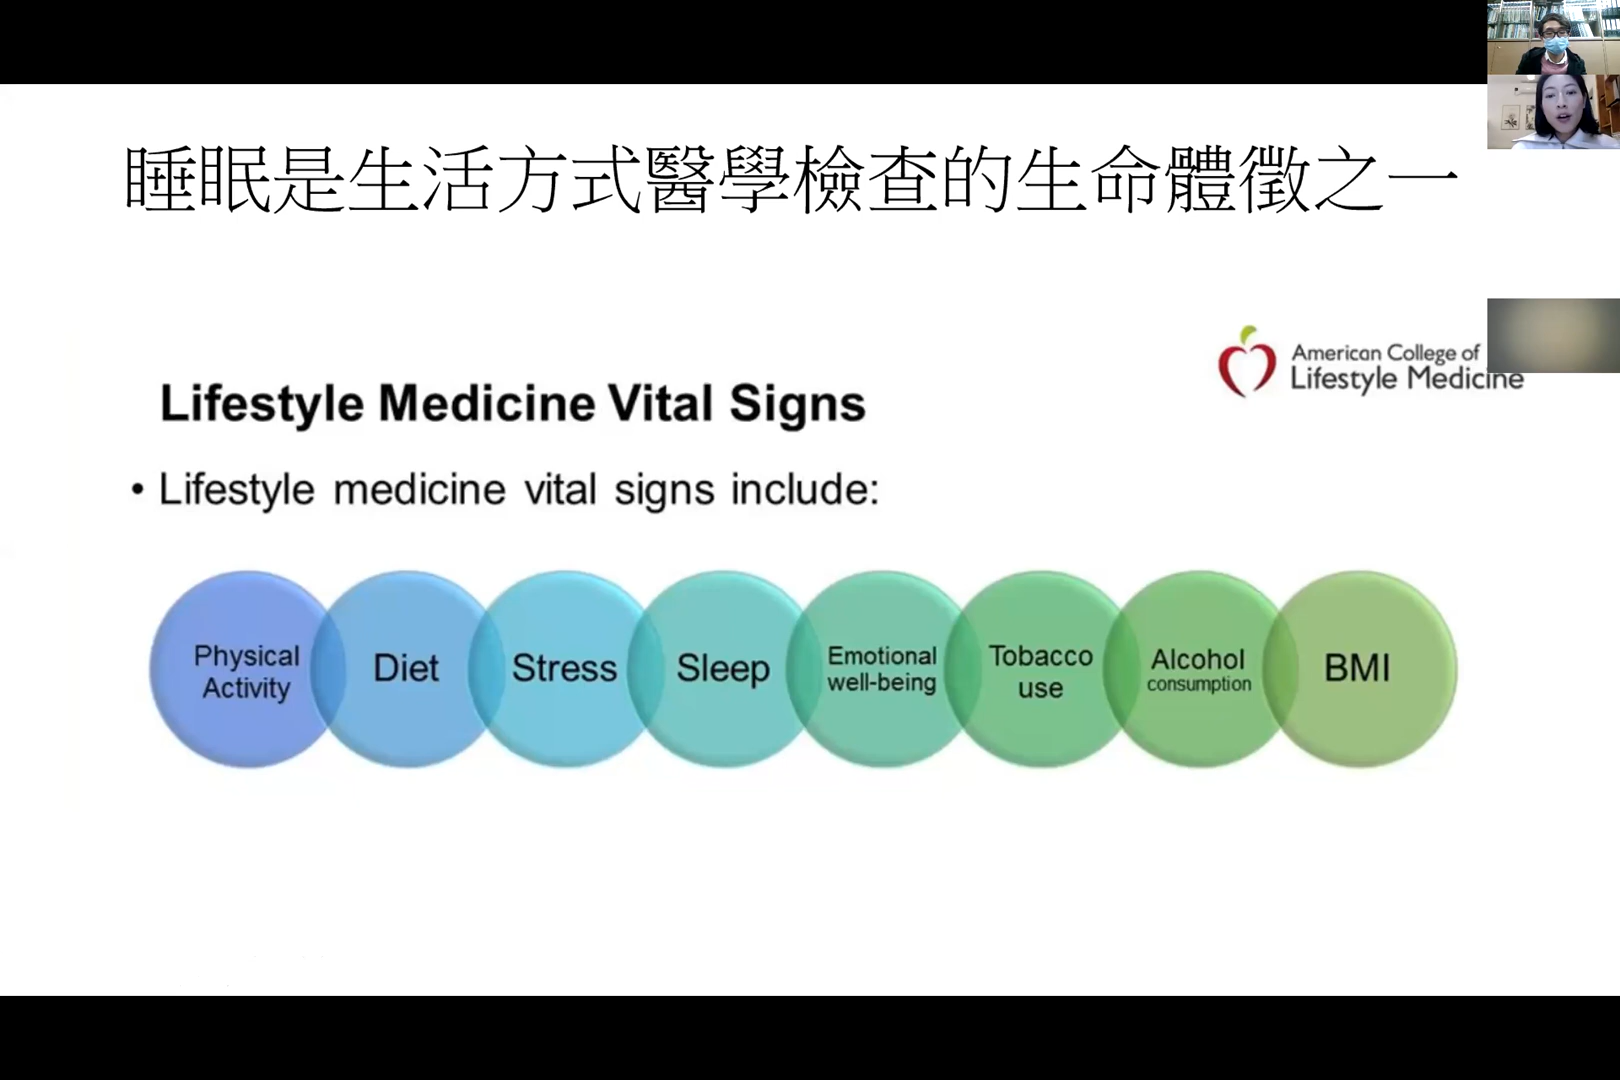 睡眠是生活方式醫學檢查的生命體徵之一
American College of
Lifestyle Medicine
Lifestyle Medicine Vital Signs
• Lifestyle medicine vital signs include:
Physical
Activity
Diet
Stress
Sleep
Emotional
well-being
Tobacco
use
Alcohol
consumption
BMI